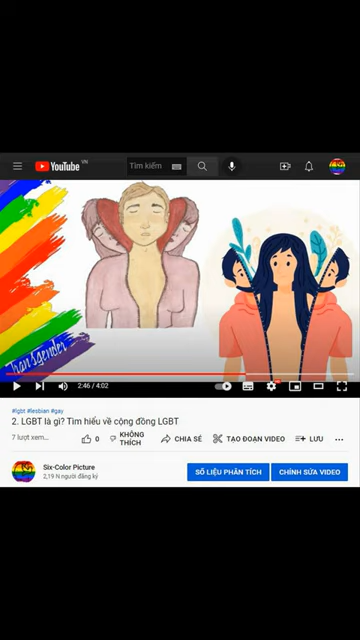 YouTube VN
Tìm kiếm
Transgender
2:46 / 4:02
#lgbt #lesbian #gay
2. LGBT là gì? Tìm hiểu về cộng đồng LGBT
7 lượt xem...
0
KHÔNG THÍCH
CHIA SẺ
TẠO ĐOẠN VIDEO
LƯU
Six-Color Picture
2,19 N người đăng ký
SỐ LIỆU PHÂN TÍCH
CHỈNH SỬA VIDEO